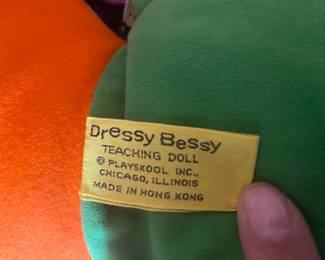 Dressy Bessy
TEACHING DOLL
© PLAYSKOOL INC.,
CHICAGO, ILLINOIS
MADE IN HONG KONG